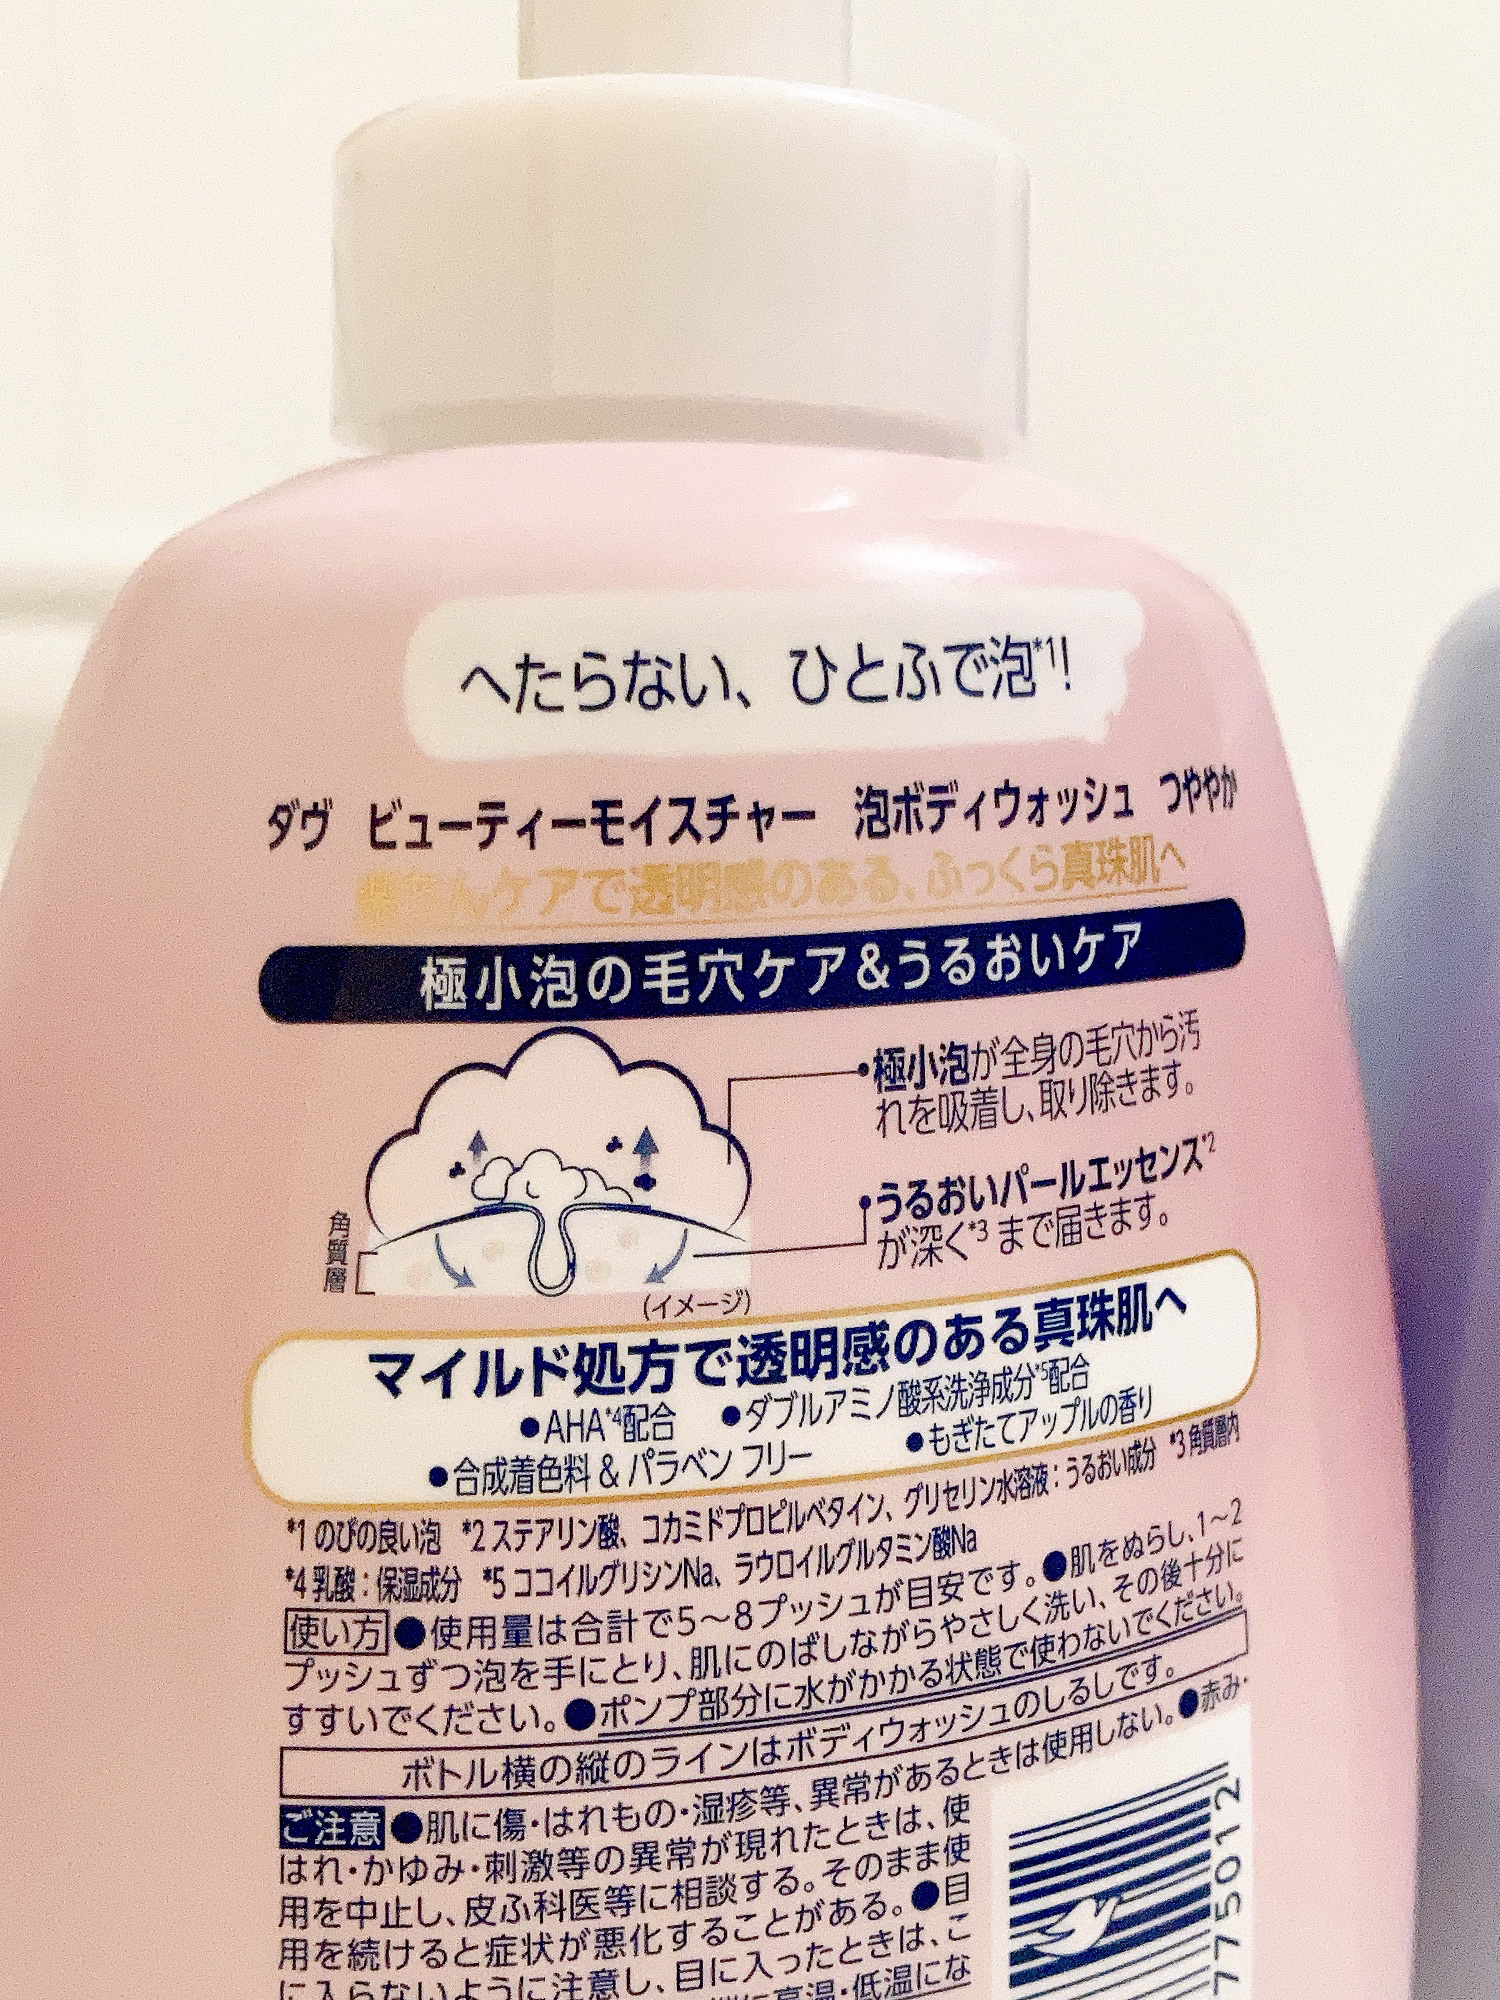 へたらない、ひとふで泡*1!
ダヴ ビューティーモイスチャー 泡ボディウォッシュ つややか
ケアで透明感のある、ふっくら真珠肌へ
極小泡の毛穴ケア&うるおいケア
•極小泡が全身の毛穴から汚
れを吸着し、取り除きます。
•うるおいパールエッセンス*2
が深く*3 まで届きます。
角質層
(イメージ)
マイルド処方で透明感のある真珠肌へ
●AHA*4配合 ●ダブルアミノ酸系洗浄成分*5配合
●合成着色料 & パラベン フリー ●もぎたてアップルの香り
*1 のびの良い泡 *2 ステアリン酸、コカミドプロピルベタイン、グリセリン水溶液：うるおい成分 *3 角質層内
*4 乳酸：保湿成分 *5 ココイルグリシンNa、ラウロイルグルタミン酸Na
使い方 ●使用量は合計で5～8プッシュが目安です。●肌をぬらし、1～2
プッシュずつ泡を手にとり、肌にのばしながらやさしく洗い、その後十分に
すすいでください。●ポンプ部分に水がかかる状態で使わないでください。
ボトル横の縦のラインはボディウォッシュのしるしです。
ご注意 ●肌に傷・はれもの・湿疹等、異常があるときは使用しない。●赤み・
はれ・かゆみ・刺激等の異常が現れたときは、使
用を中止し、皮ふ科医等に相談する。そのまま使
用を続けると症状が悪化することがある。●目
に入らないように注意し、目に入ったときは、こ
高温・低温にな
775012